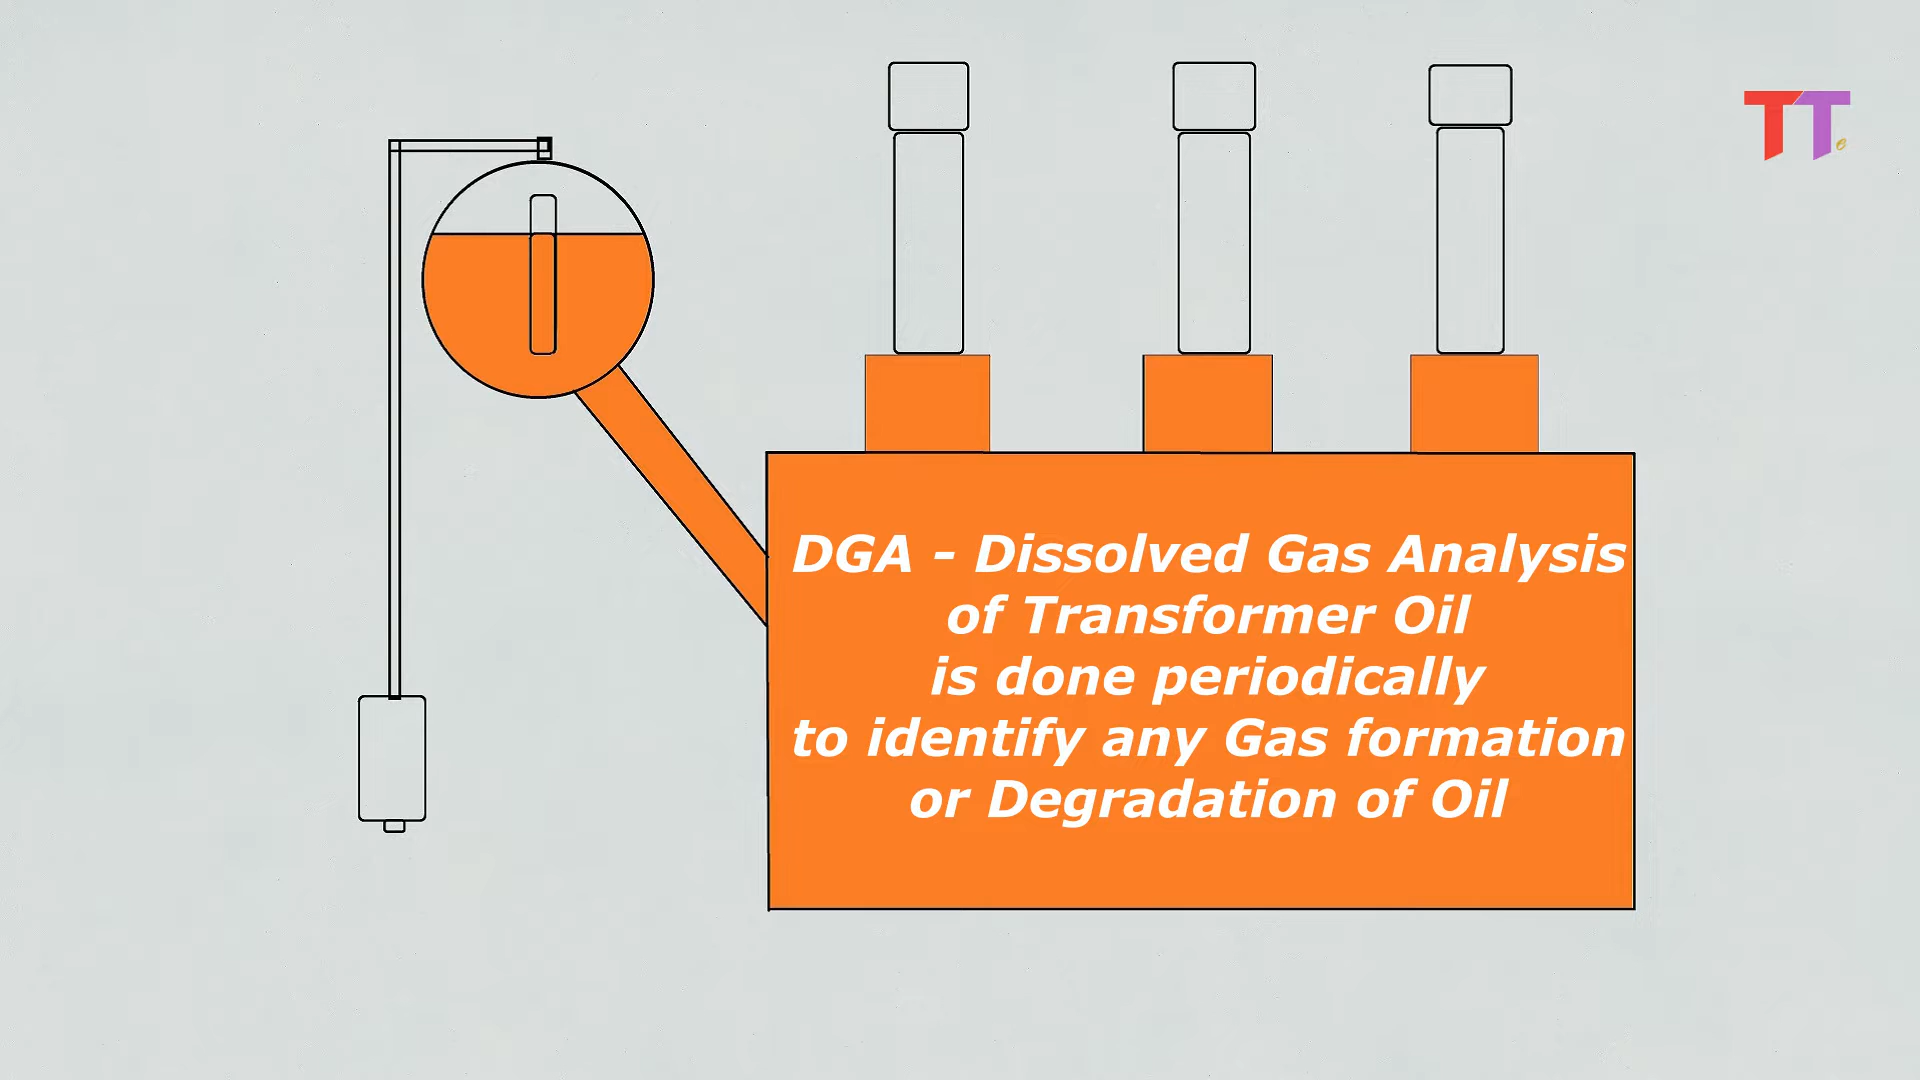 TT
e
DGA - Dissolved Gas Analysis
of Transformer Oil
is done periodically
to identify any Gas formation
or Degradation of Oil